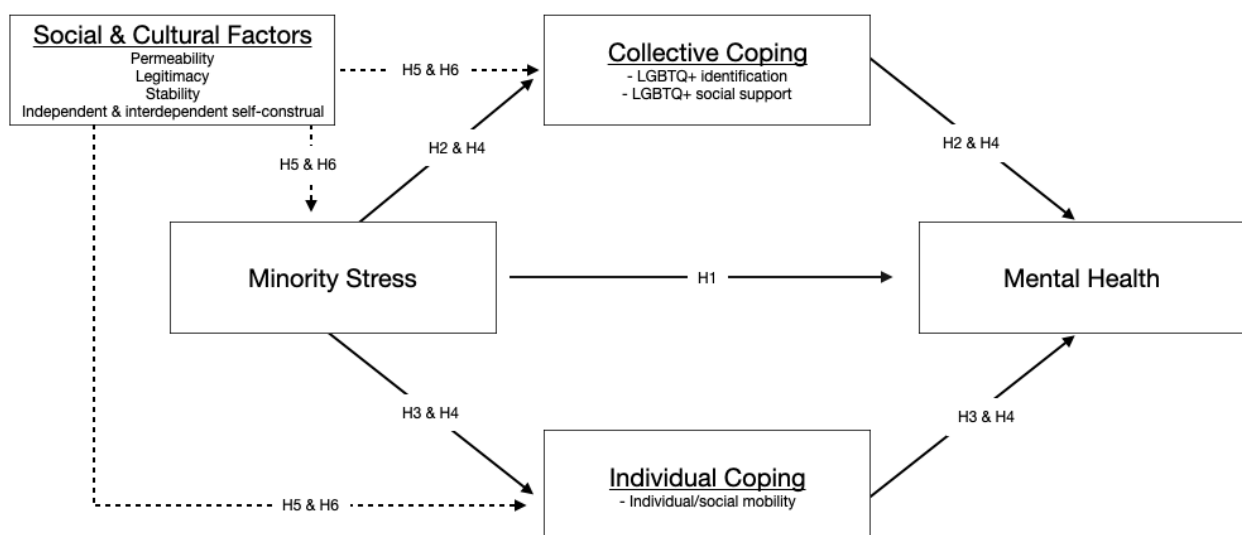 Social & Cultural Factors
Permeability
Legitimacy
Stability
Independent & interdependent self-construal
H5 & H6
Collective Coping
- LGBTQ+ identification
- LGBTQ+ social support
H5 & H6
H2 & H4
H2 & H4
Minority Stress
H1
Mental Health
H3 & H4
H3 & H4
Individual Coping
- Individual/social mobility
H5 & H6